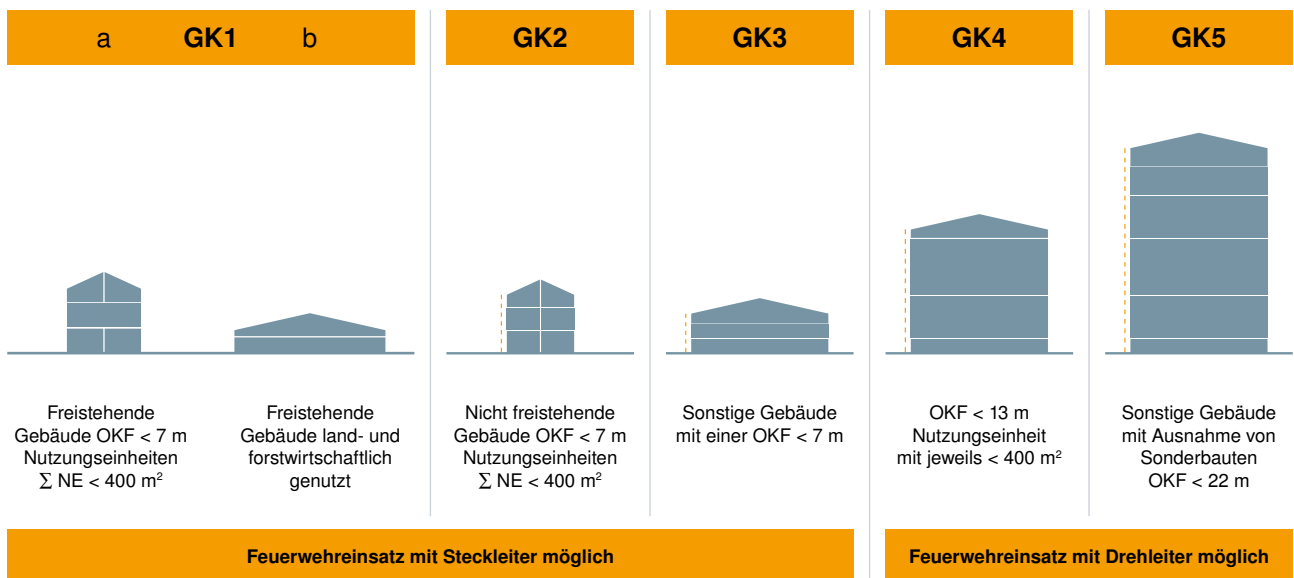 a GK1 b
GK2
GK3
GK4
GK5
Freistehende
Gebäude OKF < 7 m
Nutzungseinheiten
∑ NE < 400 m²
Freistehende
Gebäude land- und
forstwirtschaftlich
genutzt
Nicht freistehende
Gebäude OKF < 7 m
Nutzungseinheiten
∑ NE < 400 m²
Sonstige Gebäude
mit einer OKF < 7 m
OKF < 13 m
Nutzungseinheit
mit jeweils < 400 m²
Sonstige Gebäude
mit Ausnahme von
Sonderbauten
OKF < 22 m
Feuerwehreinsatz mit Steckleiter möglich
Feuerwehreinsatz mit Drehleiter möglich